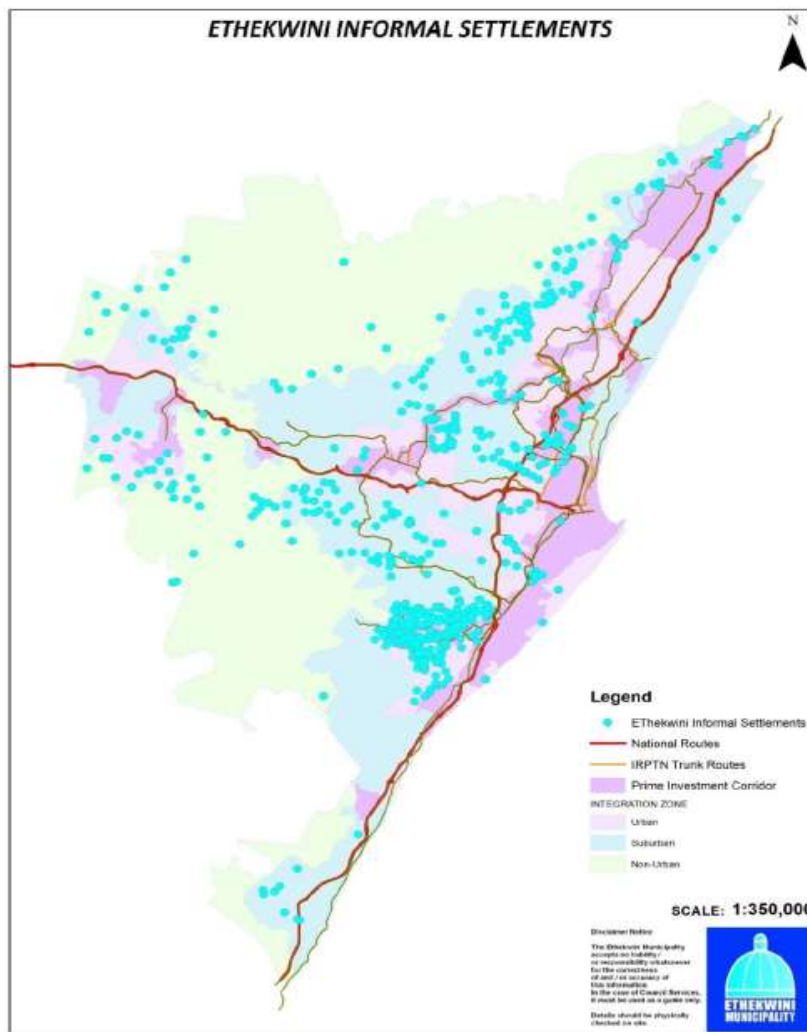 ETHEKWINI INFORMAL SETTLEMENTS
N
Legend
EThekwini Informal Settlements
National Routes
IRPTN Trunk Routes
Prime Investment Corridor
INTEGRATION ZONE
Urban
Suburban
Non-Urban
SCALE: 1:350,000
Disclaimer Notice
The Ethekwini Municipality
accepts no liability /
or responsibility whatsoever
for the correctness
of and / or accuracy of
this information
In the case of Council Services,
it must be used as a guide only.
Details should be physically
checked on site.
ETHEKWINI
MUNICIPALITY